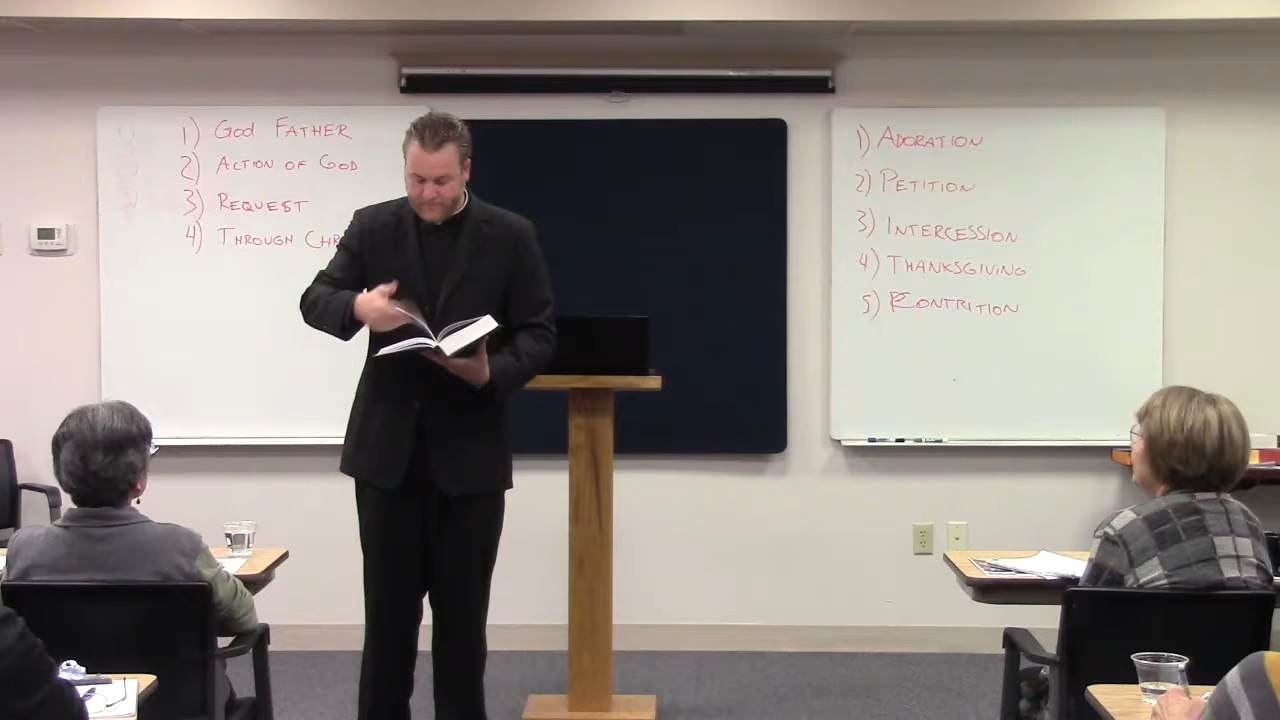 1) GOD FATHER
2) ACTION OF GOD
3) REQUEST
4) THROUGH
1) ADORATION
2) PETITION
3) INTERCESSION
4) THANKSGIVING
5) CONTRITION